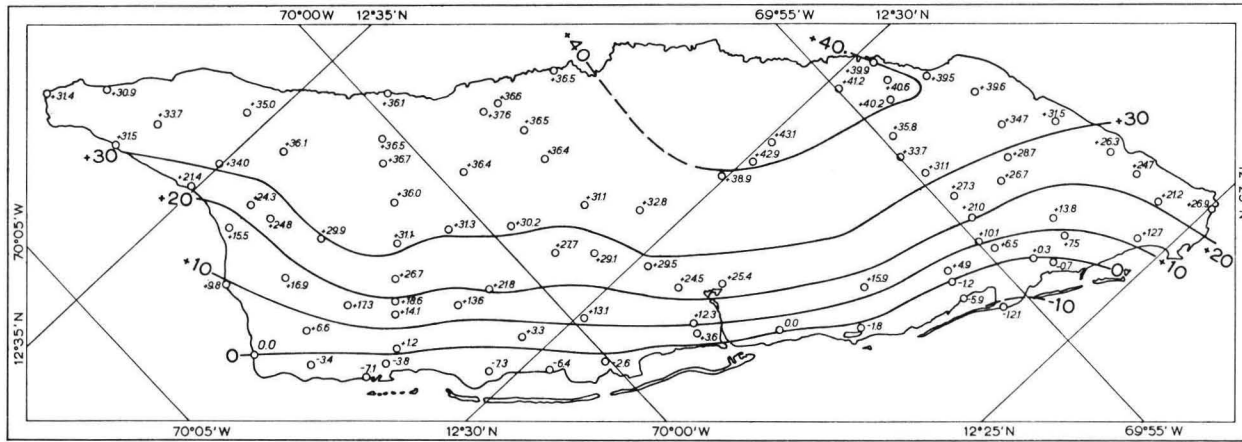 70°00'W 12°35'N 69°55'W 12°30'N
+40 +40.
+36.5 +39.9 +39.5
+31.4 +30.9 +41.2 +40.6 +39.6
+36.1 +36.6 +40.2
+35.0 +37.6
+33.7 +36.5 +34.7 +31.5 +30
+31.5 +36.1 +36.5 +43.1 +35.8
+30 +34.0 +36.7 +36.4 +36.4 +42.9 +33.7 +28.7 +26.3
+21.4 +38.9 +31.1 +26.7 +24.7
+20 +24.3 +36.0 +31.1 +32.8 +27.3 +21.2 +26.9
+24.8 +21.0 +13.8
+15.5 +29.9 +31.1 +31.3 +30.2 +10.1 +7.5 +12.7
70°05'W +27.7 +29.1 +6.5 +0.3 +20
+10 +29.5 -0.7 0 +10
+9.8 +16.9 +26.7 +24.5 +25.4 +4.9
+21.8 +15.9 -1.2
+17.3 +18.6 +13.6 -5.9 -10
+14.1 +13.1 +12.3 -12.1
12°35'N +6.6 +3.3 +3.6 0.0 -1.8
0 0.0 +1.2
-3.4 -3.8 -2.6
-7.1 -7.3 -6.4
70°05'W 12°30'N 70°00'W 12°25'N 69°55'W